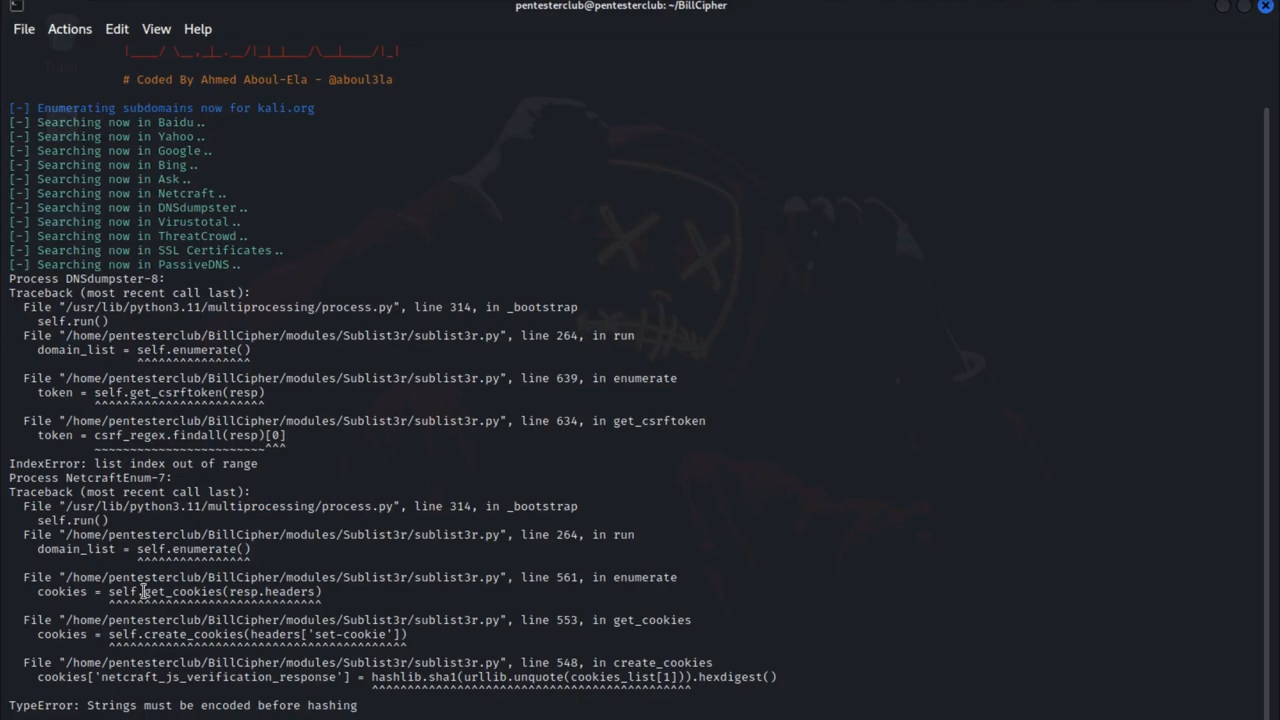 pentesterclub@pentesterclub: ~/BillCipher
File Actions Edit View Help
|____/ \__,_|_.__/|_|_|___/\__|____/|_|
# Coded By Ahmed Aboul-Ela - @aboul3la
[-] Enumerating subdomains now for kali.org
[-] Searching now in Baidu..
[-] Searching now in Yahoo..
[-] Searching now in Google..
[-] Searching now in Bing..
[-] Searching now in Ask..
[-] Searching now in Netcraft..
[-] Searching now in DNSdumpster..
[-] Searching now in Virustotal..
[-] Searching now in ThreatCrowd..
[-] Searching now in SSL Certificates..
[-] Searching now in PassiveDNS..
Process DNSdumpster-8:
Traceback (most recent call last):
  File "/usr/lib/python3.11/multiprocessing/process.py", line 314, in _bootstrap
    self.run()
  File "/home/pentesterclub/BillCipher/modules/Sublist3r/sublist3r.py", line 264, in run
    domain_list = self.enumerate()
                  ^^^^^^^^^^^^^^^^
  File "/home/pentesterclub/BillCipher/modules/Sublist3r/sublist3r.py", line 639, in enumerate
    token = self.get_csrftoken(resp)
            ^^^^^^^^^^^^^^^^^^^^^^^^
  File "/home/pentesterclub/BillCipher/modules/Sublist3r/sublist3r.py", line 634, in get_csrftoken
    token = csrf_regex.findall(resp)[0]
            ~~~~~~~~~~~~~~~~~~~~~~~~^^^
IndexError: list index out of range
Process NetcraftEnum-7:
Traceback (most recent call last):
  File "/usr/lib/python3.11/multiprocessing/process.py", line 314, in _bootstrap
    self.run()
  File "/home/pentesterclub/BillCipher/modules/Sublist3r/sublist3r.py", line 264, in run
    domain_list = self.enumerate()
                  ^^^^^^^^^^^^^^^^
  File "/home/pentesterclub/BillCipher/modules/Sublist3r/sublist3r.py", line 561, in enumerate
    cookies = self.get_cookies(resp.headers)
              ^^^^^^^^^^^^^^^^^^^^^^^^^^^^^^
  File "/home/pentesterclub/BillCipher/modules/Sublist3r/sublist3r.py", line 553, in get_cookies
    cookies = self.create_cookies(headers['set-cookie'])
              ^^^^^^^^^^^^^^^^^^^^^^^^^^^^^^^^^^^^^^^^^^
  File "/home/pentesterclub/BillCipher/modules/Sublist3r/sublist3r.py", line 548, in create_cookies
    cookies['netcraft_js_verification_response'] = hashlib.sha1(urllib.unquote(cookies_list[1])).hexdigest()
                                                   ^^^^^^^^^^^^^^^^^^^^^^^^^^^^^^^^^^^^^^^^^^^^^
TypeError: Strings must be encoded before hashing